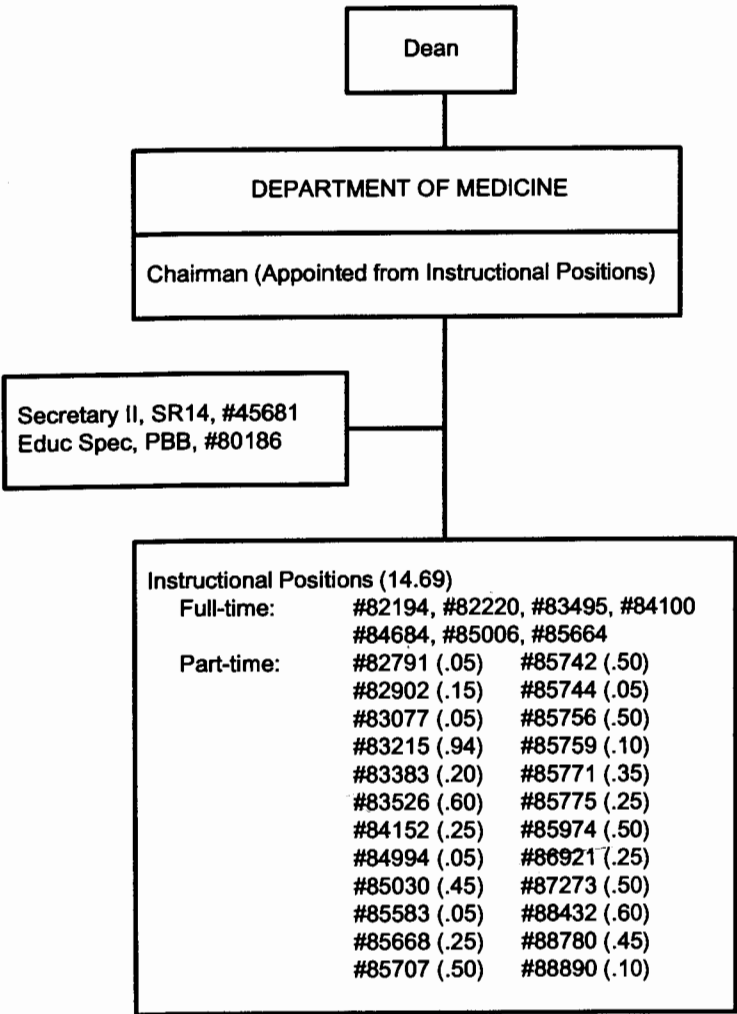 Dean
DEPARTMENT OF MEDICINE
Chairman (Appointed from Instructional Positions)
Secretary II, SR14, #45681
Educ Spec, PBB, #80186
Instructional Positions (14.69)
Full-time: #82194, #82220, #83495, #84100
#84684, #85006, #85664
Part-time: #82791 (.05) #85742 (.50)
#82902 (.15) #85744 (.05)
#83077 (.05) #85756 (.50)
#83215 (.94) #85759 (.10)
#83383 (.20) #85771 (.35)
#83526 (.60) #85775 (.25)
#84152 (.25) #85974 (.50)
#84994 (.05) #86921 (.25)
#85030 (.45) #87273 (.50)
#85583 (.05) #88432 (.60)
#85668 (.25) #88780 (.45)
#85707 (.50) #88890 (.10)